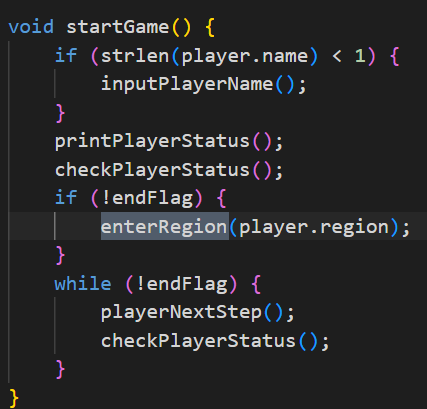 void startGame() {
    if (strlen(player.name) < 1) {
        inputPlayerName();
    }
    printPlayerStatus();
    checkPlayerStatus();
    if (!endFlag) {
        enterRegion(player.region);
    }
    while (!endFlag) {
        playerNextStep();
        checkPlayerStatus();
    }
}